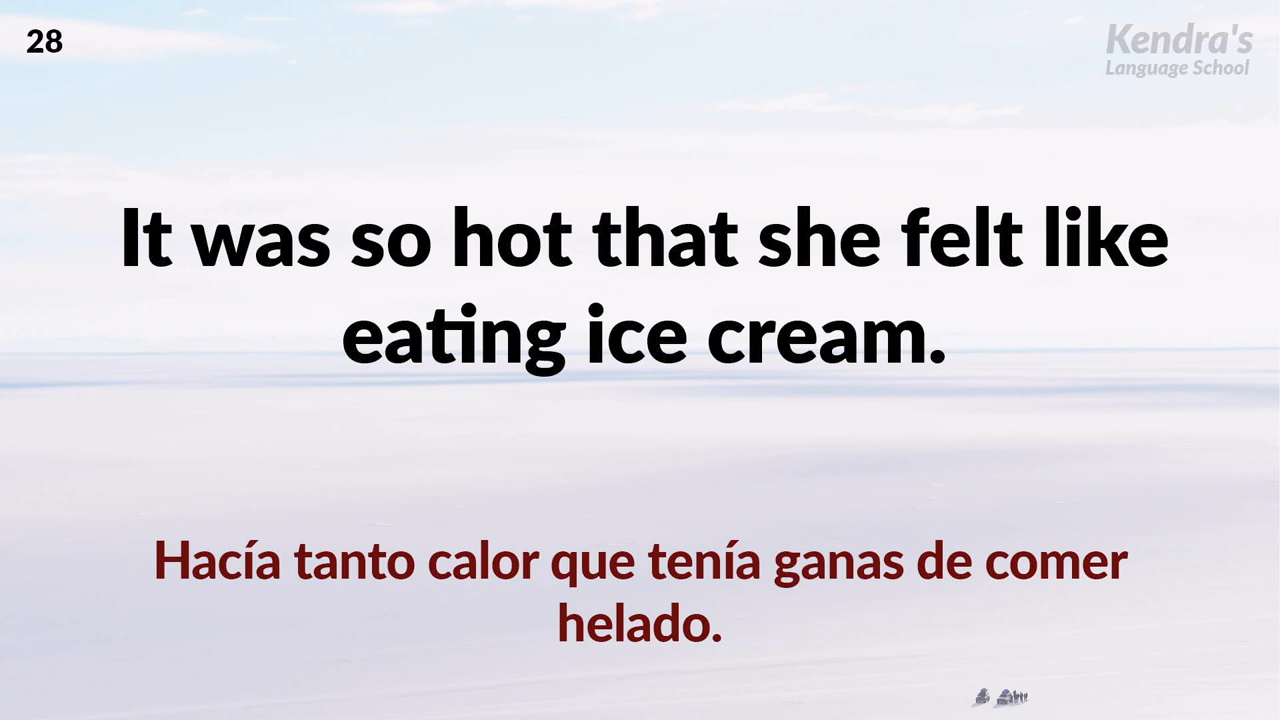 28
Kendra's
Language School
It was so hot that she felt like
eating ice cream.
Hacía tanto calor que tenía ganas de comer
helado.